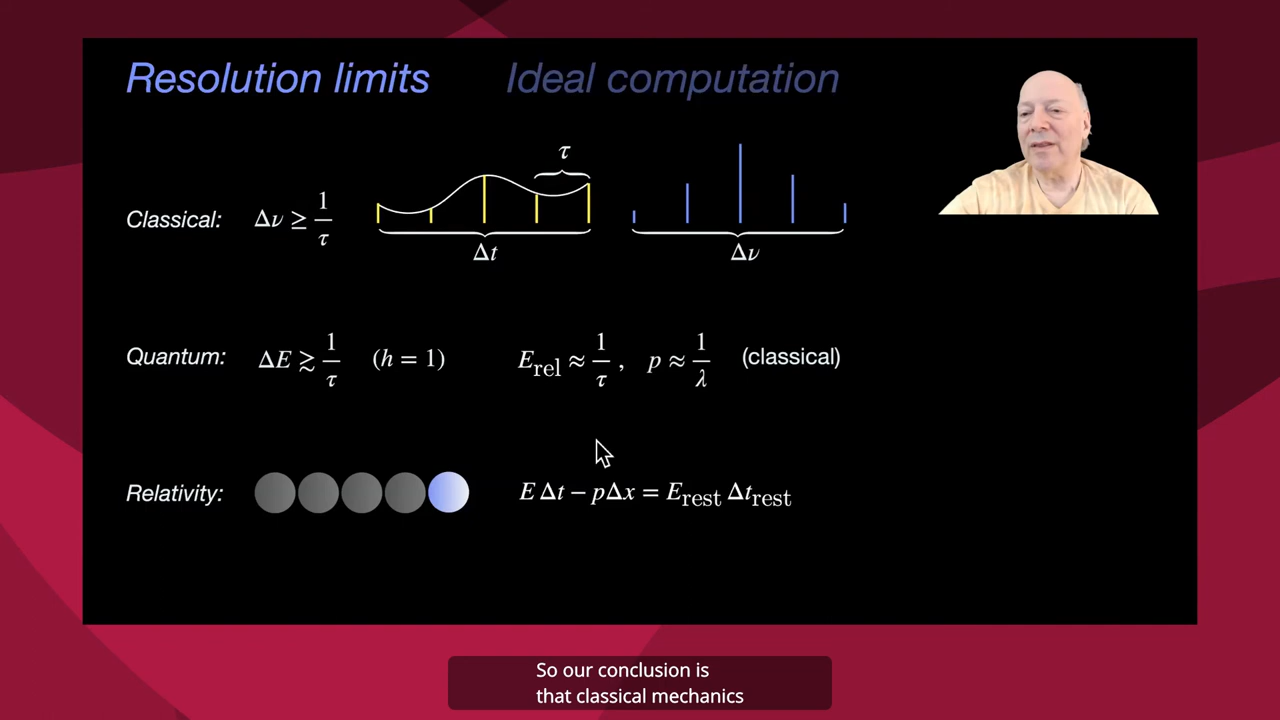 Resolution limits Ideal computation
τ
Classical: Δν ≥ 1/τ
Δt Δν
Quantum: ΔE ≳ 1/τ (h = 1) E_rel ≈ 1/τ , p ≈ 1/λ (classical)
Relativity: E Δt − pΔx = E_rest Δt_rest
So our conclusion is
that classical mechanics